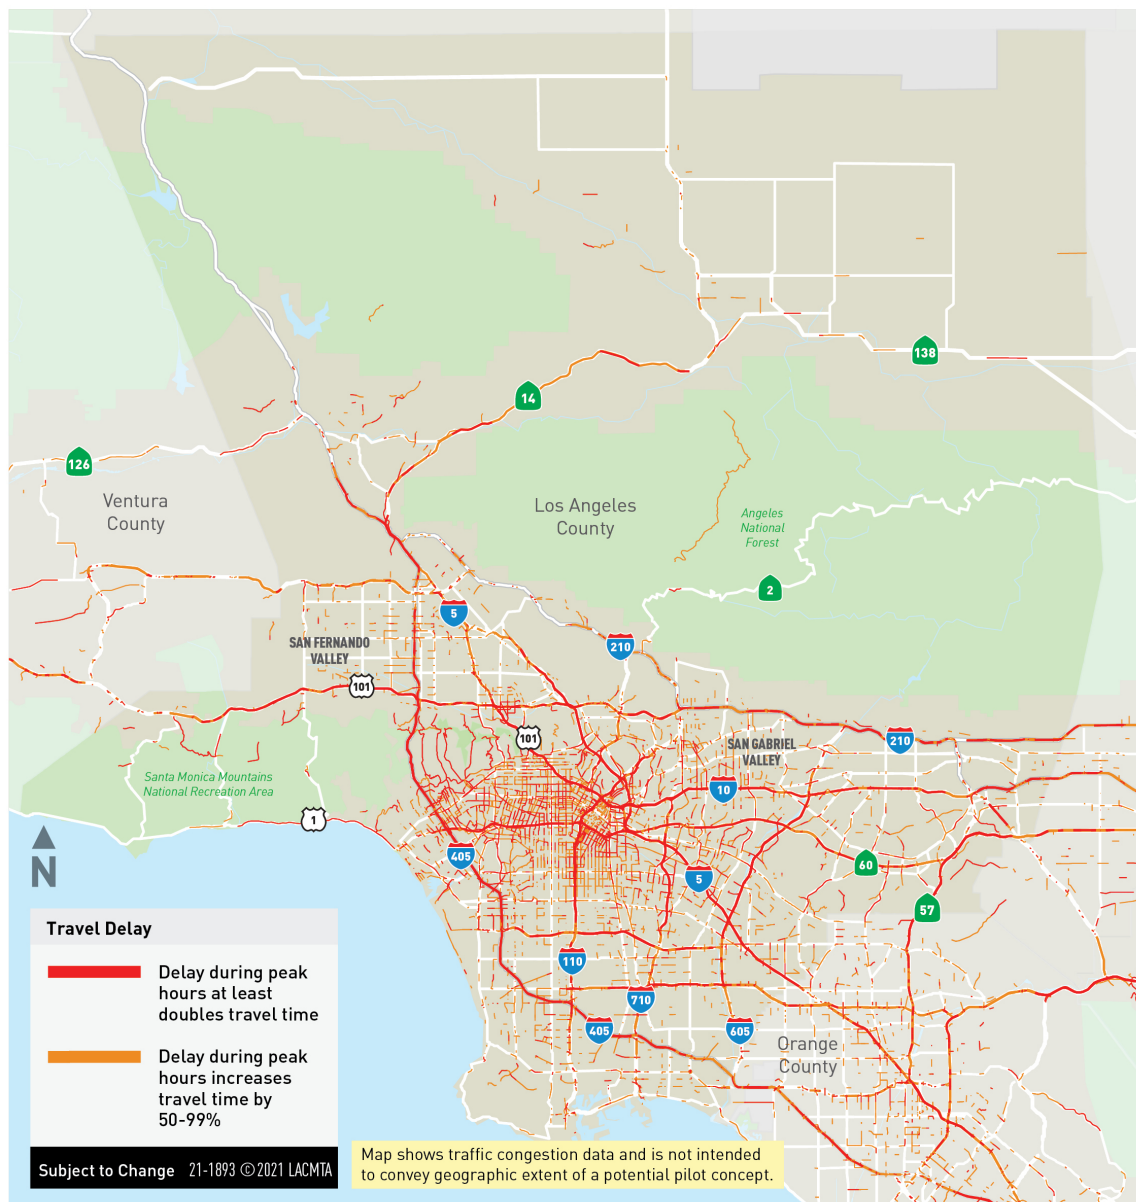 138
14
126
Ventura
County
Los Angeles
County
Angeles
National
Forest
2
5
SAN FERNANDO
VALLEY
210
101
101
SAN GABRIEL
VALLEY
210
Santa Monica Mountains
National Recreation Area
10
1
405
60
5
57
110
710
405
605
Orange
County
N
Travel Delay
Delay during peak
hours at least
doubles travel time
Delay during peak
hours increases
travel time by
50-99%
Subject to Change 21-1893 ©2021 LACMTA
Map shows traffic congestion data and is not intended
to convey geographic extent of a potential pilot concept.